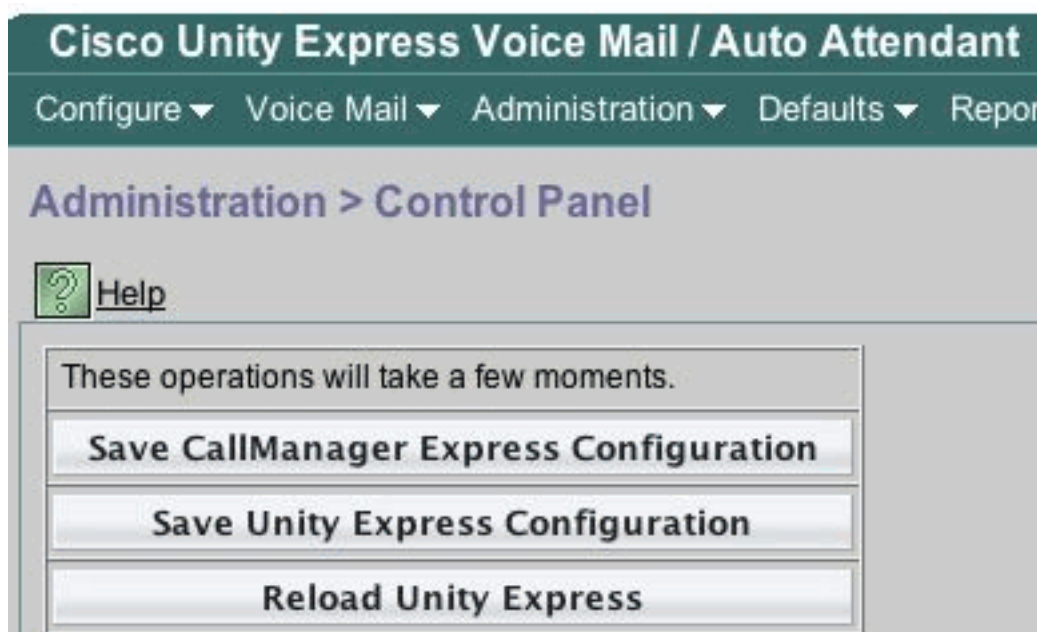 Cisco Unity Express Voice Mail / Auto Attendant
Configure Voice Mail Administration Defaults
Administration > Control Panel
Help
These operations will take a few moments.
Save CallManager Express Configuration
Save Unity Express Configuration
Reload Unity Express